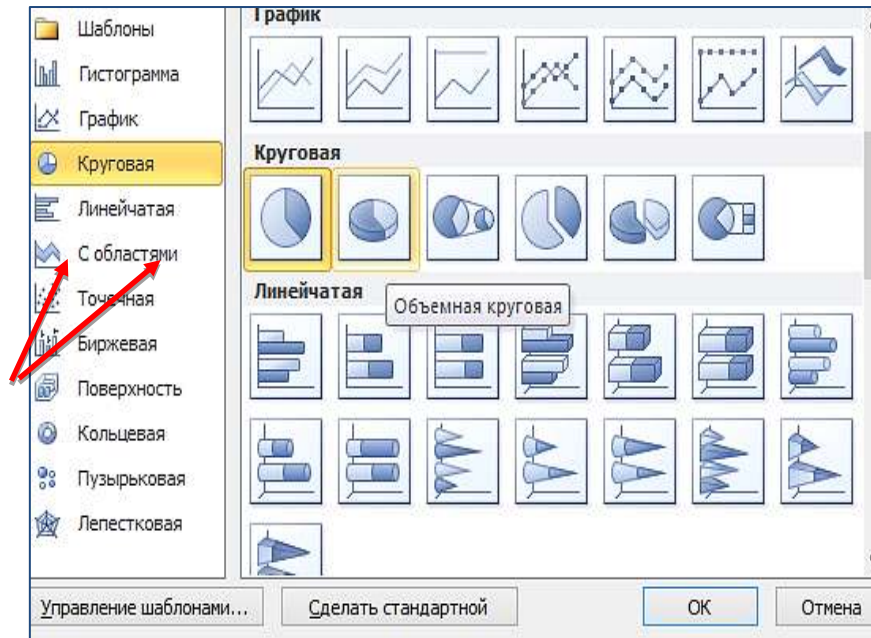 Шаблоны
Гистограмма
График
Круговая
Линейчатая
С областями
Точечная
Биржевая
Поверхность
Кольцевая
Пузырьковая
Лепестковая
График
Круговая
Линейчатая
Объемная круговая
Управление шаблонами...
Сделать стандартной
ОК
Отмена